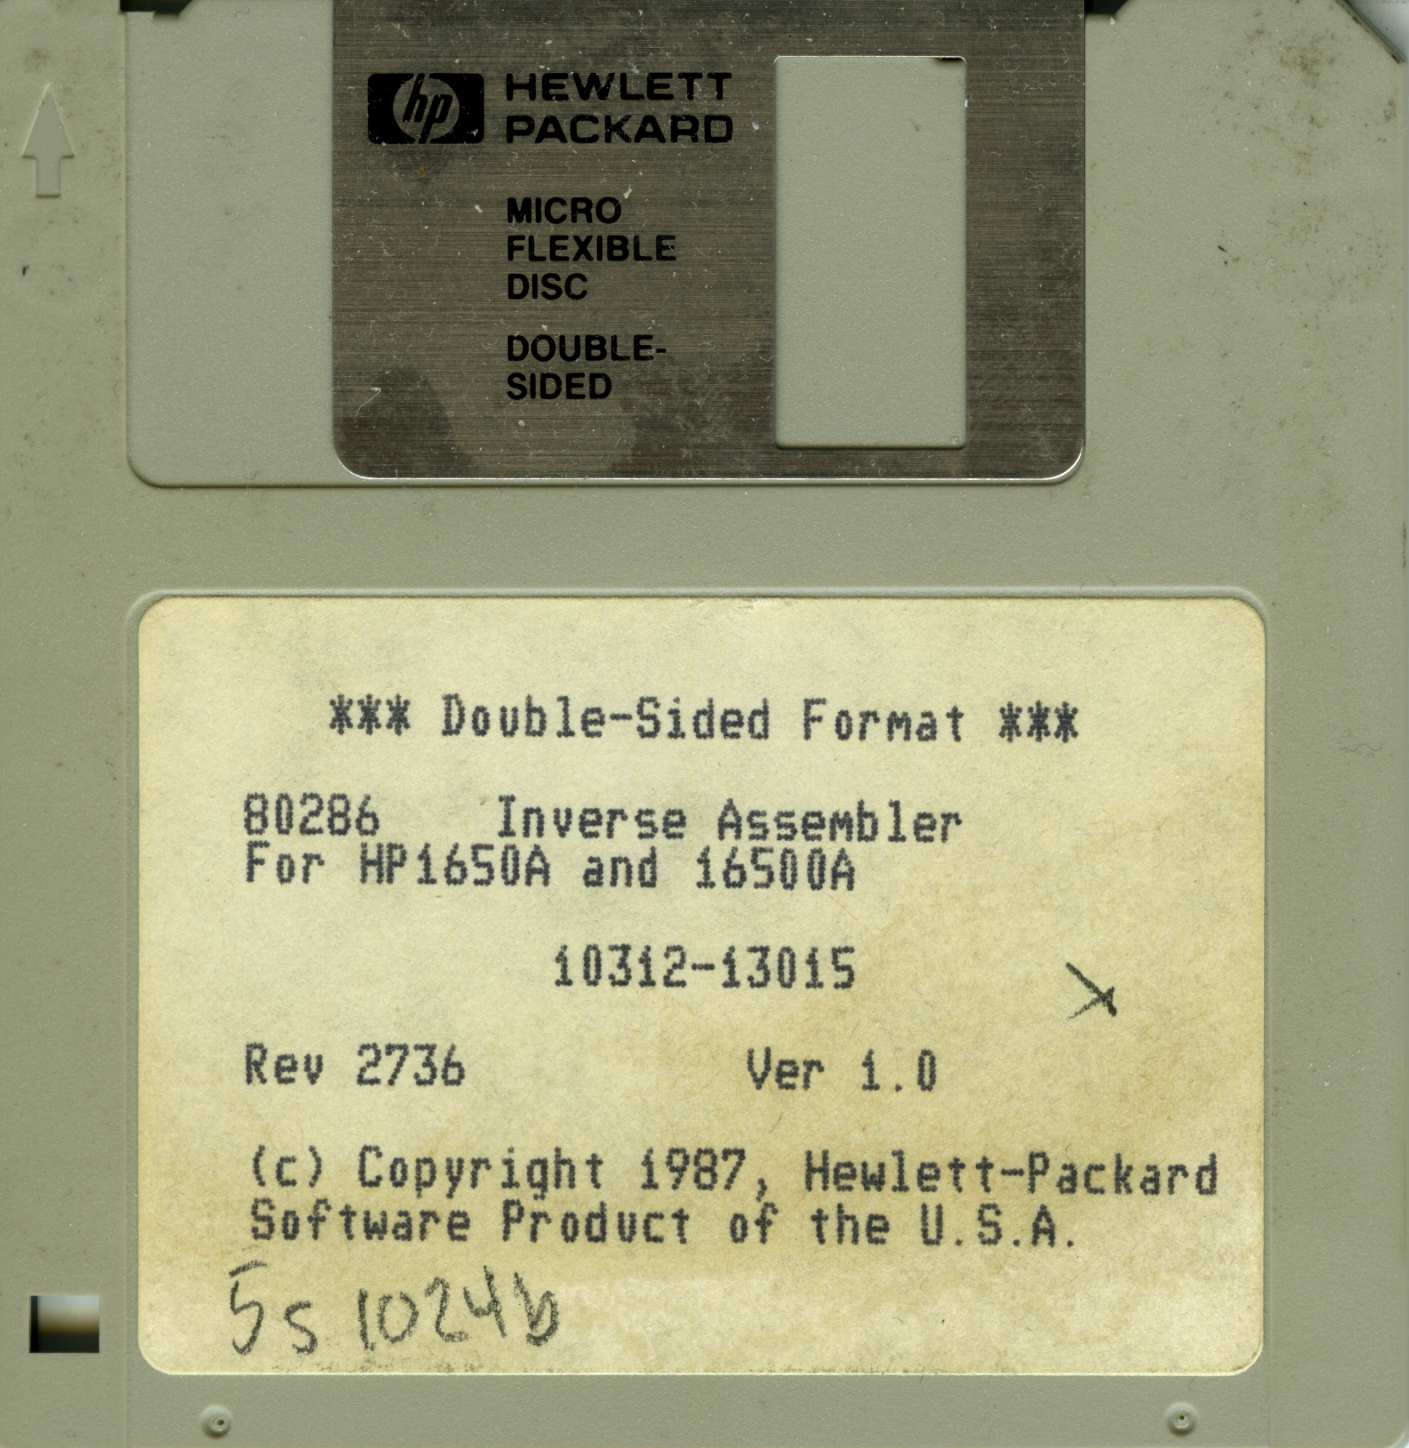 hp HEWLETT
PACKARD
MICRO
FLEXIBLE
DISC
DOUBLE-
SIDED
*** Double-Sided Format ***
80286 Inverse Assembler
For HP1650A and 16500A
10312-13015
Rev 2736 Ver 1.0
(c) Copyright 1987, Hewlett-Packard
Software Product of the U.S.A.
5s 1024b